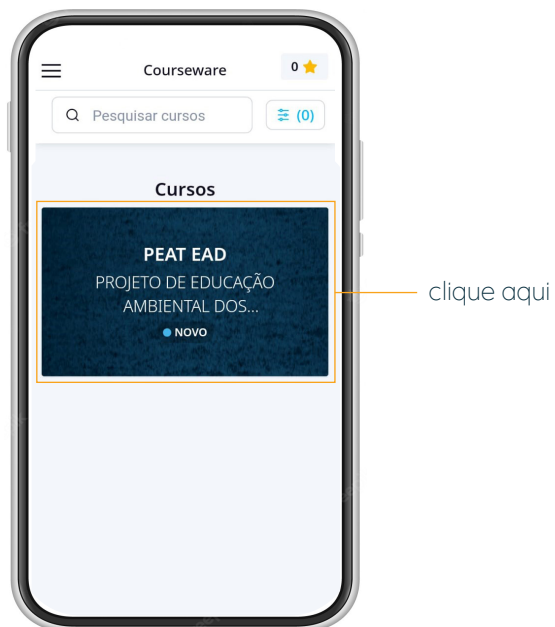 Courseware
0
Pesquisar cursos
(0)
Cursos
PEAT EAD
PROJETO DE EDUCAÇÃO
AMBIENTAL DOS...
NOVO
clique aqui